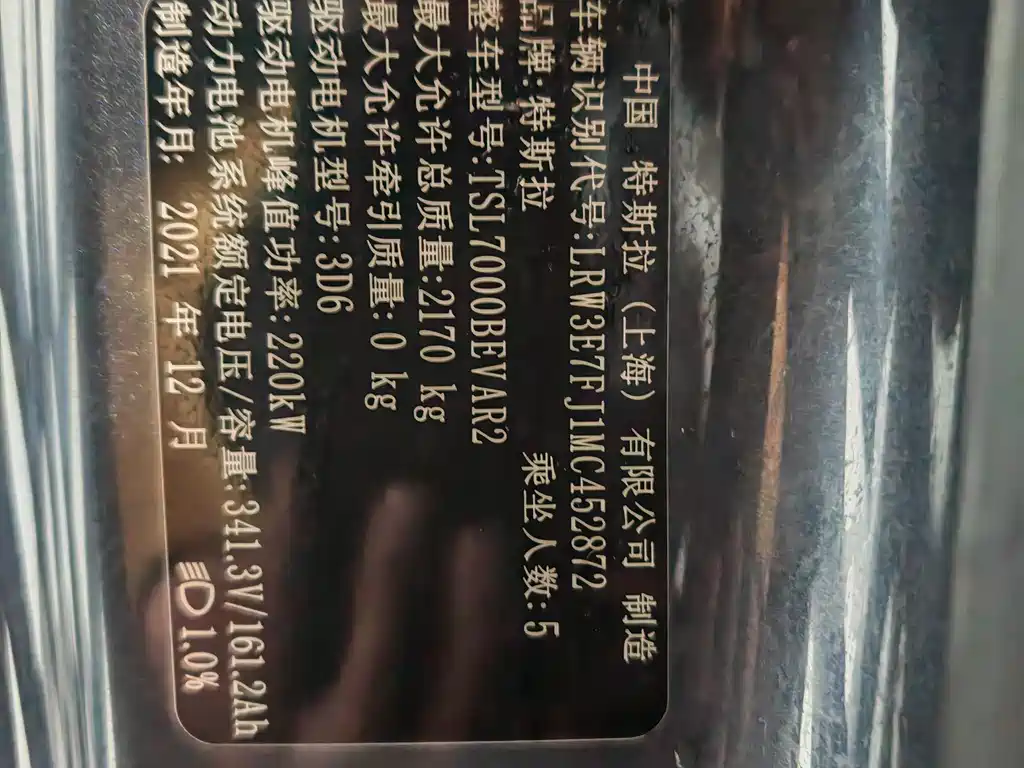 中国·特斯拉（上海）有限公司 制造
车辆识别代号:LRW3E7FJ1MC452872
品牌:特斯拉 乘坐人数:5
整车型号:TSL7000BEVAR2
最大允许总质量:2170 kg
最大允许牵引质量: 0 kg
驱动电机型号:3D6
驱动电机峰值功率:220kW
动力电池系统额定电压/容量:341.3V/161.2Ah
制造年月: 2021 年 12 月 1.0%